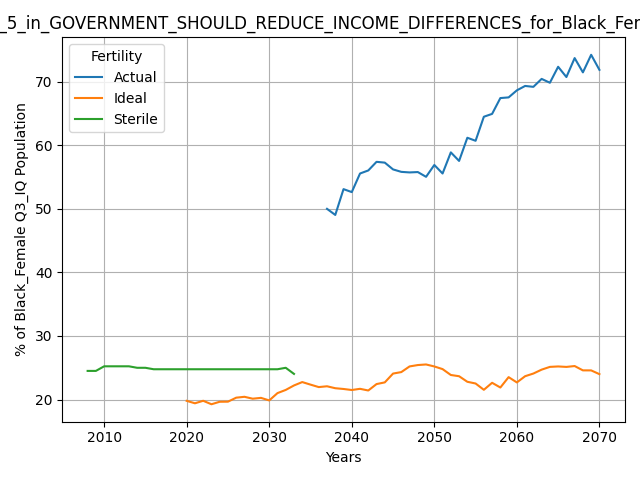 _5_in_GOVERNMENT_SHOULD_REDUCE_INCOME_DIFFERENCES_for_Black_Fer
Fertility
Actual
Ideal
Sterile
% of Black_Female Q3_IQ Population
70
60
50
40
30
20
2010
2020
2030
2040
2050
2060
2070
Years